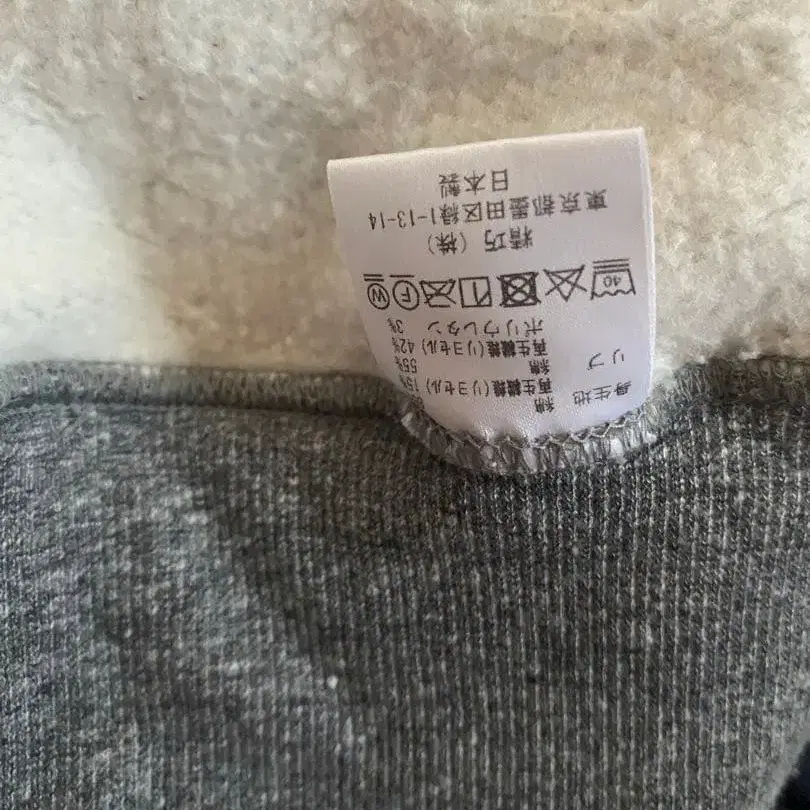 身生地 綿
再生繊維(リヨセル) 15%
リブ 綿 55%
再生繊維(リヨセル) 42%
ポリウレタン 3%
40 F W
精巧 (株)
東京都墨田区緑1-13-14
日本製